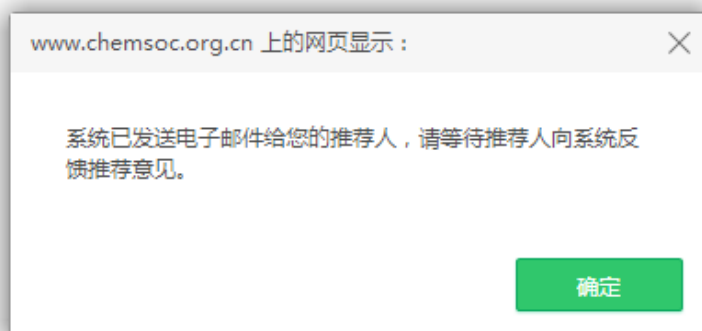 www.chemsoc.org.cn 上的网页显示：
系统已发送电子邮件给您的推荐人，请等待推荐人向系统反
馈推荐意见。
确定